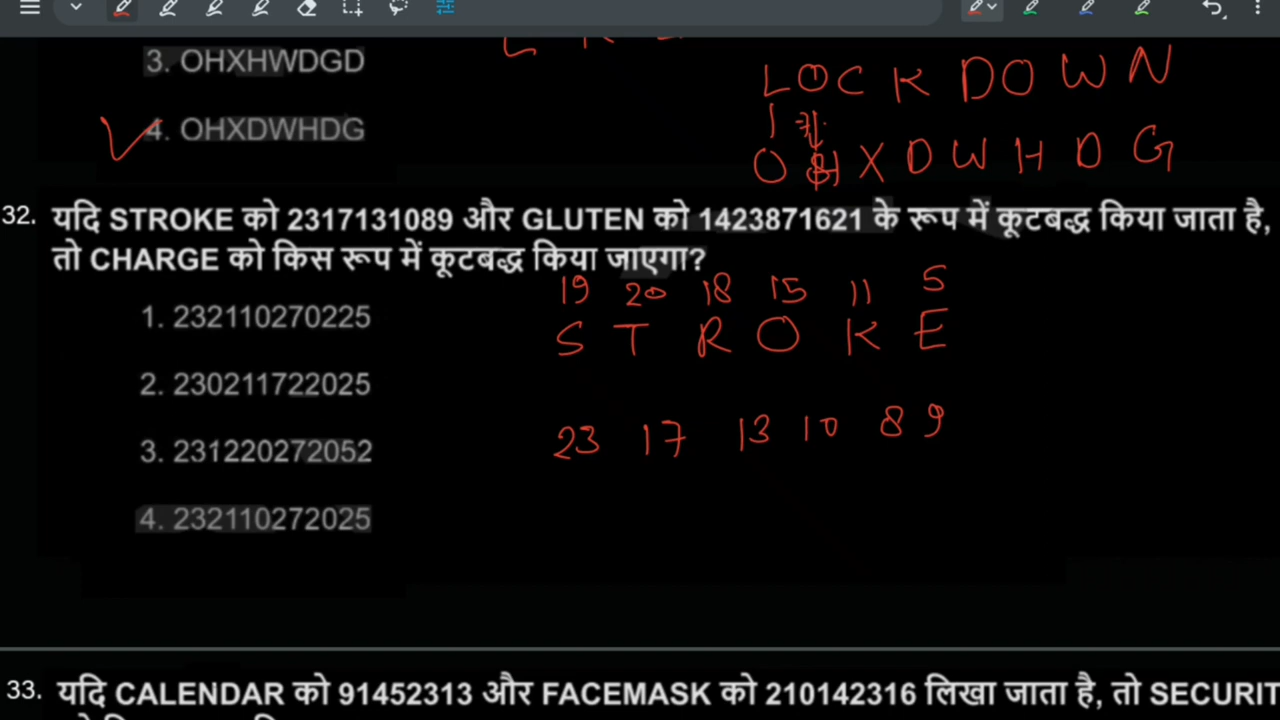 3. OHXHWDGD
LOCKDOWN
4. OHXDWHDG
OHXDWHDG
32. यदि STROKE को 2317131089 और GLUTEN को 1423871621 के रूप में कूटबद्ध किया जाता है,
तो CHARGE को किस रूप में कूटबद्ध किया जाएगा?
19 20 18 15 11 5
1. 232110270225
S T R O K E
2. 230211722025
23 17 13 10 8 9
3. 231220272052
4. 232110272025
33. यदि CALENDAR को 91452313 और FACEMASK को 210142316 लिखा जाता है, तो SECURIT